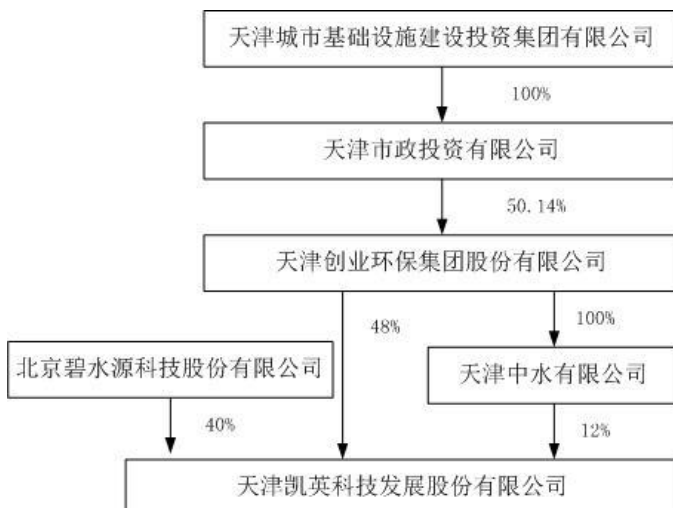 天津城市基础设施建设投资集团有限公司
100%
天津市政投资有限公司
50.14%
天津创业环保集团股份有限公司
48%
100%
北京碧水源科技股份有限公司
天津中水有限公司
40%
12%
天津凯英科技发展股份有限公司